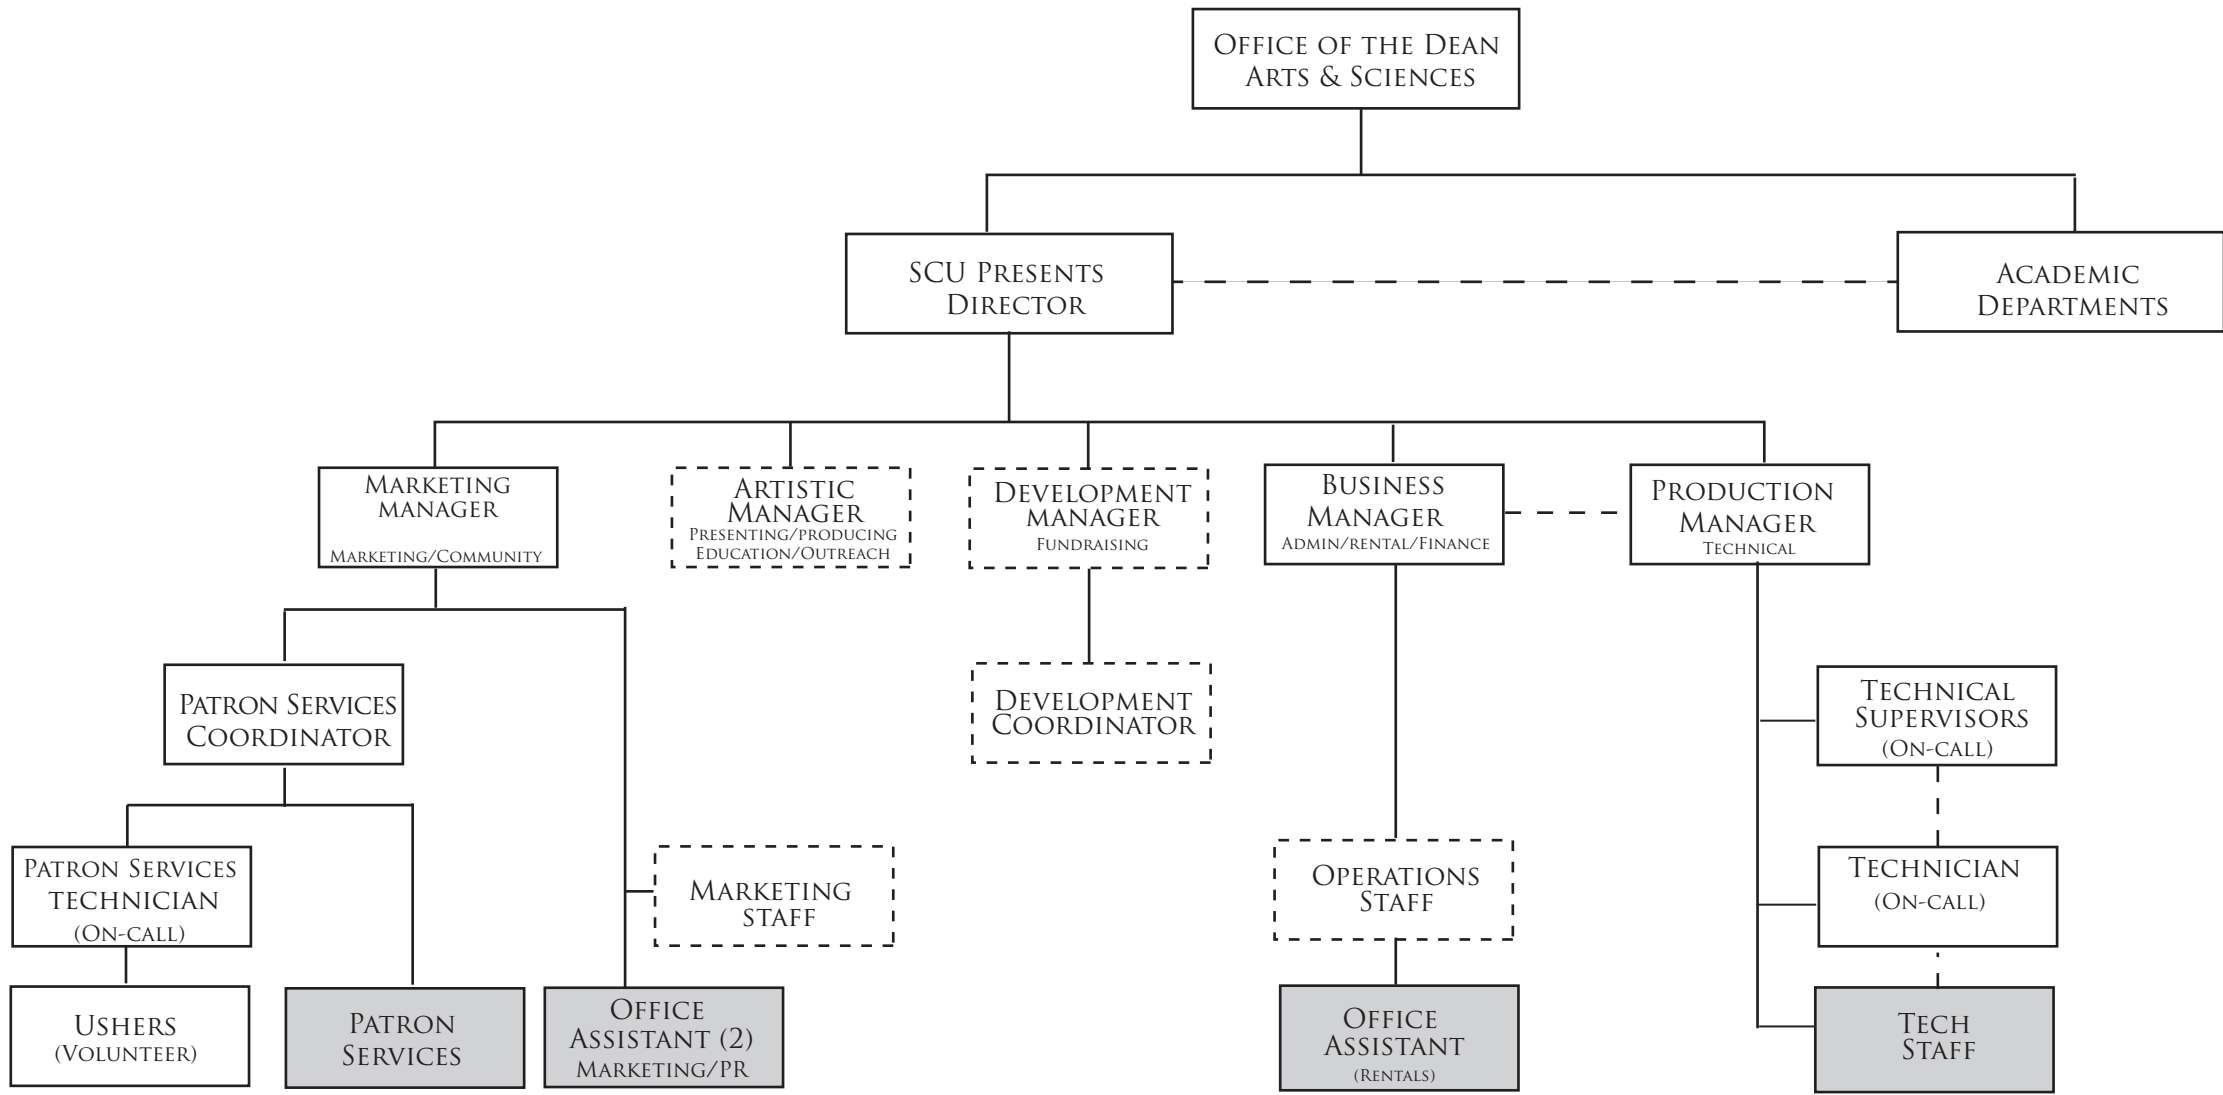 Office of the Dean
Arts & Sciences
SCU Presents
Director
Academic
Departments
Marketing
manager
Marketing/Community
Artistic
Manager
Presenting/producing
Education/Outreach
Development
manager
Fundraising
Business
Manager
Admin/rental/Finance
Production
Manager
Technical
Patron Services
Coordinator
Development
Coordinator
Technical
Supervisors
(On-call)
Patron Services
technician
(On-call)
Marketing
staff
Operations
Staff
Technician
(On-call)
Ushers
(Volunteer)
Patron
Services
Office
Assistant (2)
Marketing/PR
Office
Assistant
(Rentals)
Tech
Staff